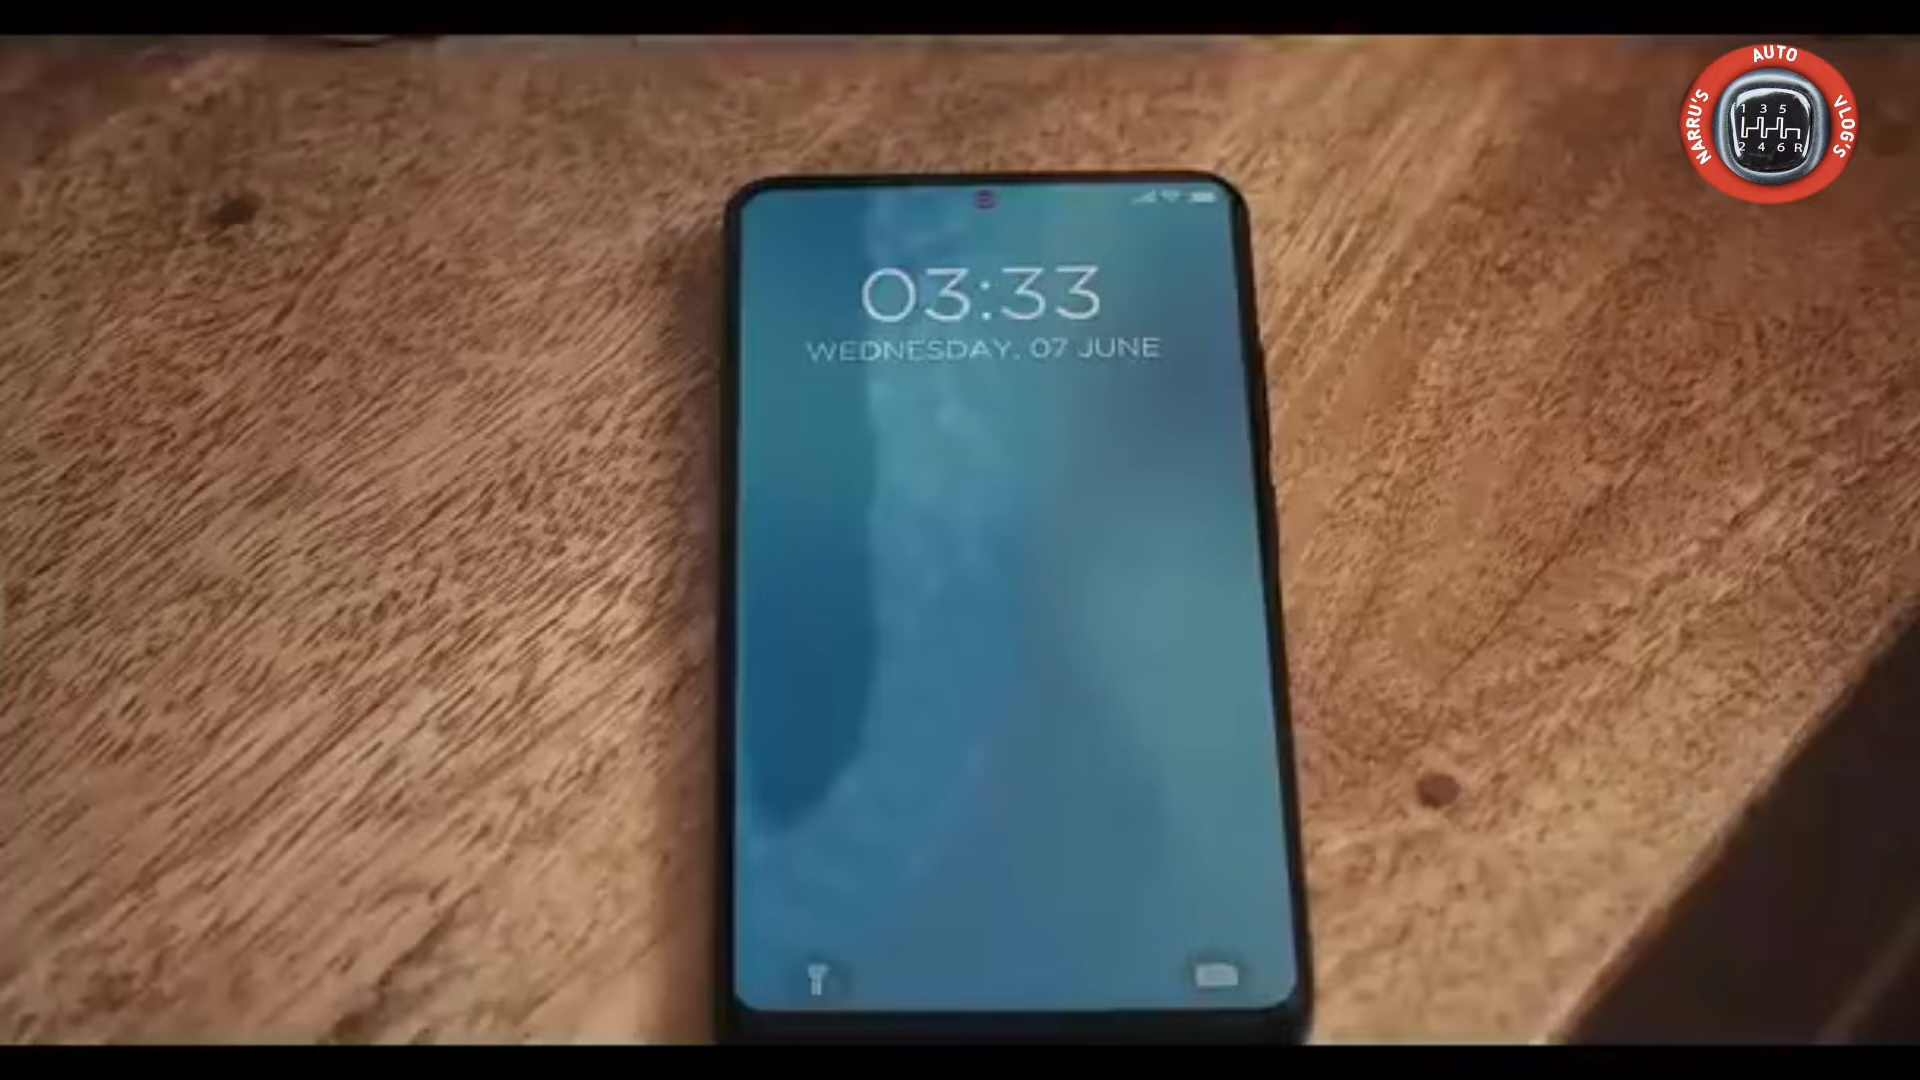 NARRU'S AUTO VLOG'S
1 3 5
2 4 6 R
03:33
WEDNESDAY, 07 JUNE